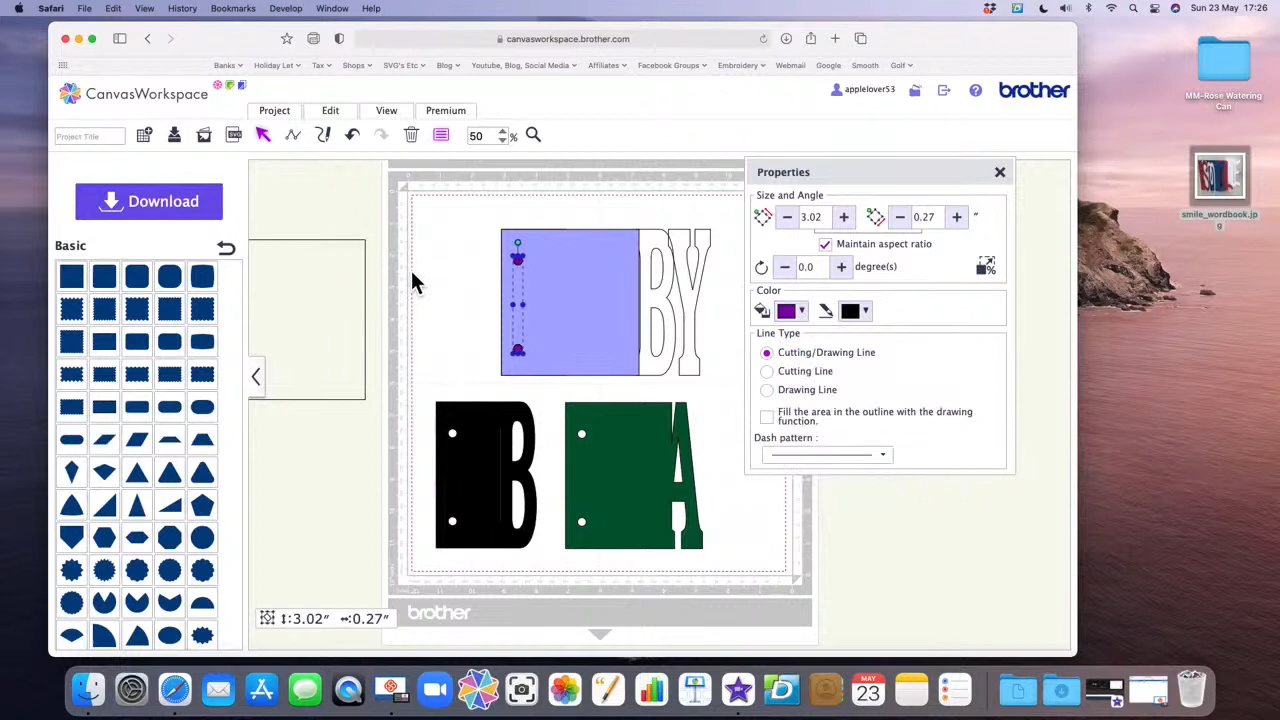 Safari File Edit View History Bookmarks Develop Window Help Sun 23 May 17:26
canvasworkspace.brother.com
Banks Holiday Let Tax Shops SVG's Etc Blog Youtube, Blog, Social Media Affiliates Facebook Groups Embroidery Webmail Google Smooth Golf
MM-Rose Watering
Can
CanvasWorkspace Project Edit View Premium applelover53 brother
Project Title SVG 50 %
Download
Basic
Properties
Size and Angle
3.02 0.27 "
Maintain aspect ratio
0.0 degree(s)
%
Color
Line Type
Cutting/Drawing Line
Cutting Line
Drawing Line
Fill the area in the outline with the drawing
function.
Dash pattern :
BY
B A
smile_wordbook.jp
g
3.02" 0.27"
brother
MAY
23